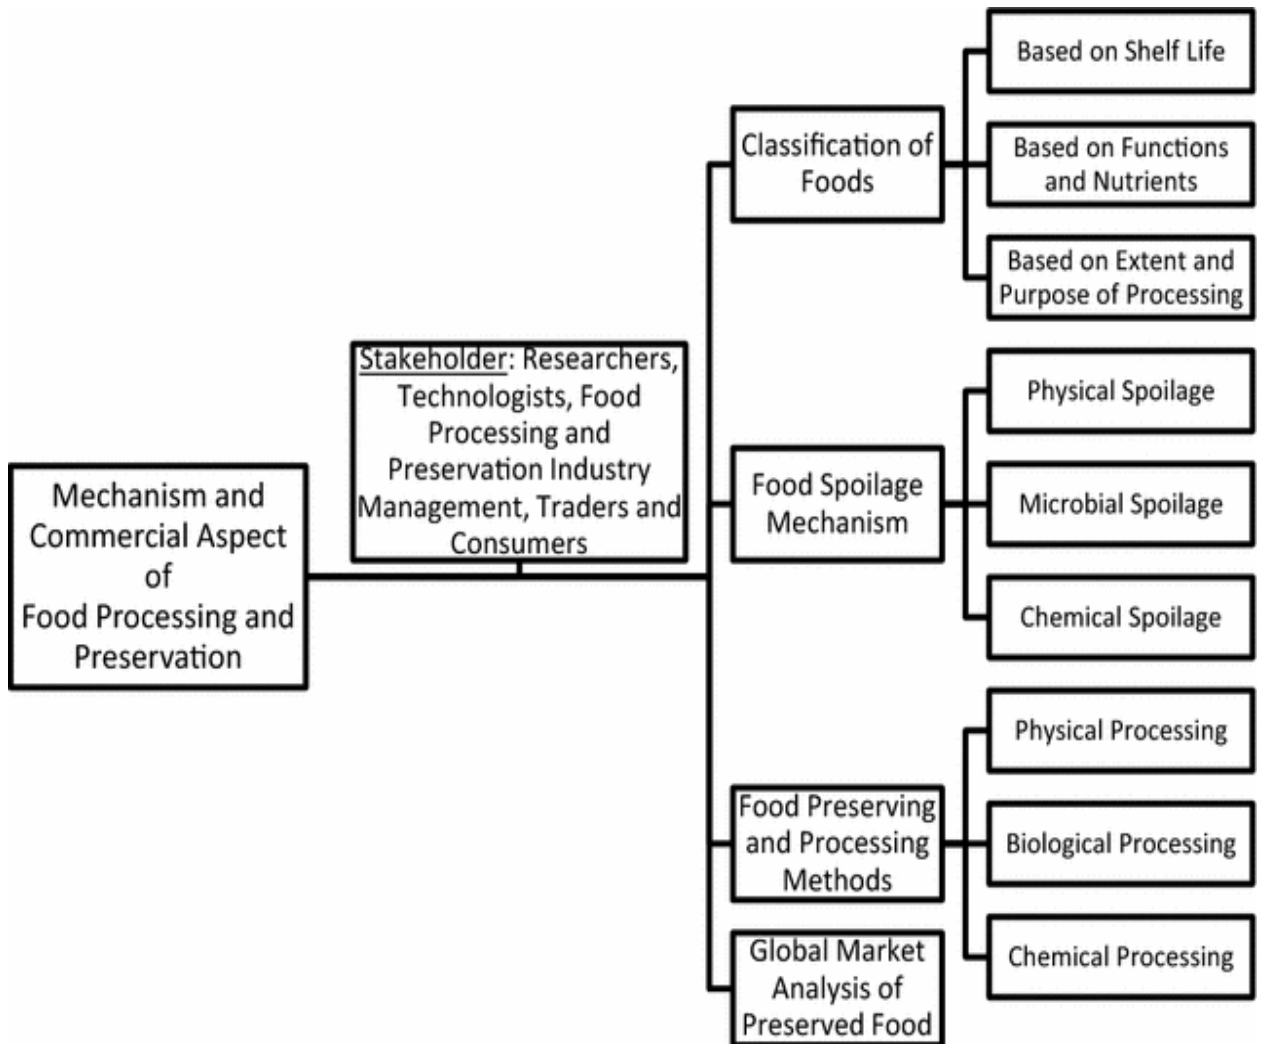 Mechanism and
Commercial Aspect
of
Food Processing and
Preservation
Stakeholder: Researchers,
Technologists, Food
Processing and
Preservation Industry
Management, Traders and
Consumers
Classification of
Foods
Based on Shelf Life
Based on Functions
and Nutrients
Based on Extent and
Purpose of Processing
Food Spoilage
Mechanism
Physical Spoilage
Microbial Spoilage
Chemical Spoilage
Food Preserving
and Processing
Methods
Physical Processing
Biological Processing
Chemical Processing
Global Market
Analysis of
Preserved Food